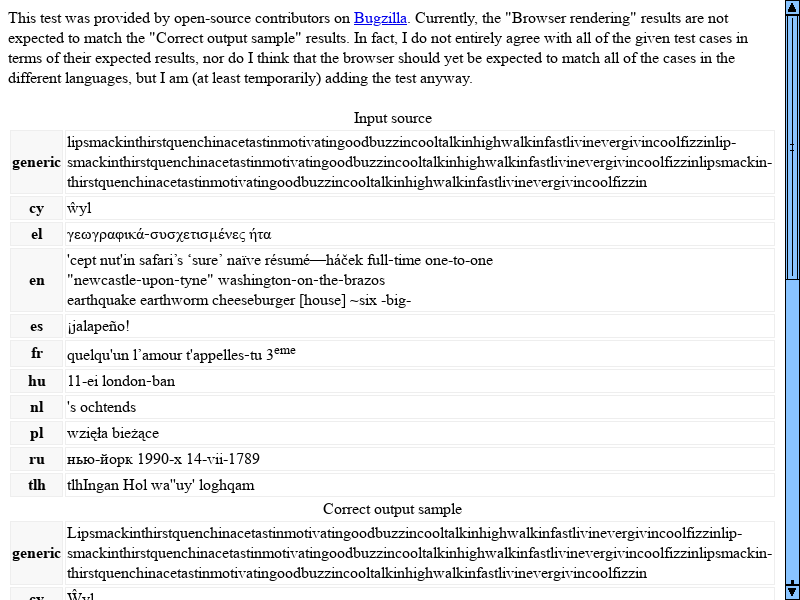 This test was provided by open-source contributors on Bugzilla. Currently, the "Browser rendering" results are not
expected to match the "Correct output sample" results. In fact, I do not entirely agree with all of the given test cases in
terms of their expected results, nor do I think that the browser should yet be expected to match all of the cases in the
different languages, but I am (at least temporarily) adding the test anyway.
Input source
generic lipsmackinthirstquenchinacetastinmotivatingoodbuzzincooltalkinhighwalkinfastlivinevergivincoolfizzinlip-
smackinthirstquenchinacetastinmotivatingoodbuzzincooltalkinhighwalkinfastlivinevergivincoolfizzinlipsmackin-
thirstquenchinacetastinmotivatingoodbuzzincooltalkinhighwalkinfastlivinevergivincoolfizzin
cy ŵyl
el γεωγραφικά-συσχετισμένες ήτα
'cept nut'in safari’s ‘sure’ naïve résumé—háček full-time one-to-one
en "newcastle-upon-tyne" washington-on-the-brazos
earthquake earthworm cheeseburger [house] ~six -big-
es ¡jalapeño!
fr quelqu'un l’amour t'appelles-tu 3eme
hu 11-ei london-ban
nl 's ochtends
pl wzięła bieżące
ru нью-йорк 1990-х 14-vii-1789
tlh tlhIngan Hol wa''uy' loghqam
Correct output sample
generic Lipsmackinthirstquenchinacetastinmotivatingoodbuzzincooltalkinhighwalkinfastlivinevergivincoolfizzinlip-
smackinthirstquenchinacetastinmotivatingoodbuzzincooltalkinhighwalkinfastlivinevergivincoolfizzinlipsmackin-
thirstquenchinacetastinmotivatingoodbuzzincooltalkinhighwalkinfastlivinevergivincoolfizzin
cy Ŵyl